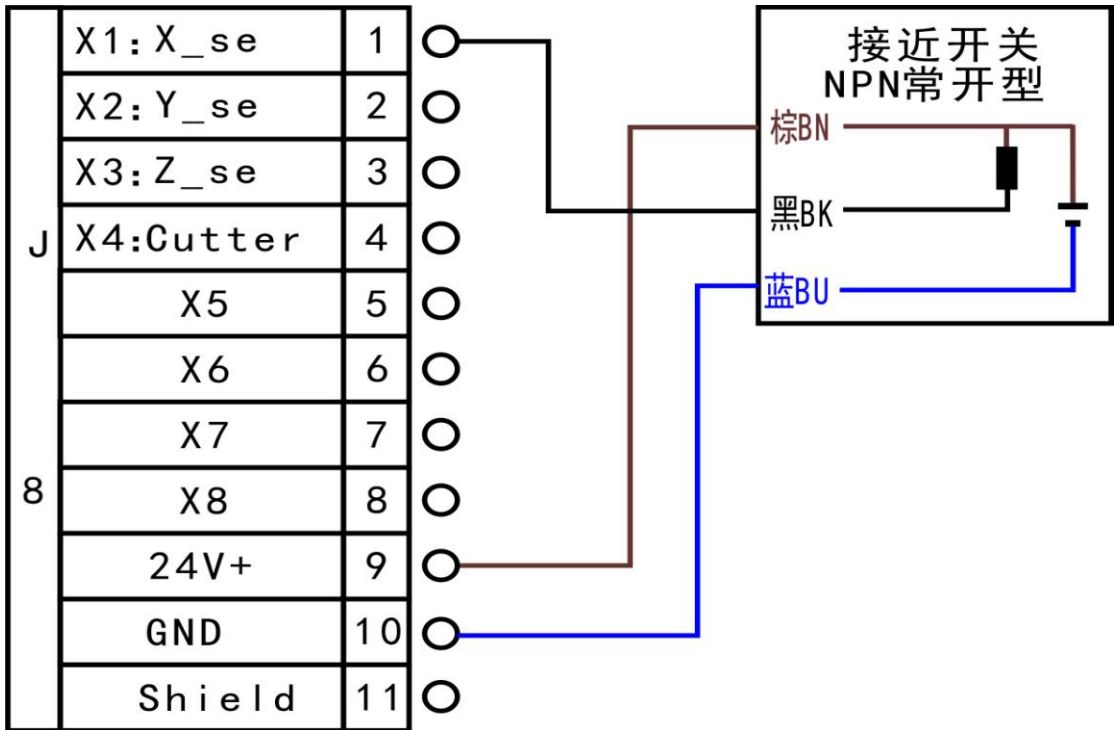 X1: X_se 1
X2: Y_se 2
X3: Z_se 3
X4:Cutter 4
X5 5
X6 6
X7 7
X8 8
24V+ 9
GND 10
Shield 11
J
8
接近开关
NPN常开型
棕BN
黑BK
蓝BU